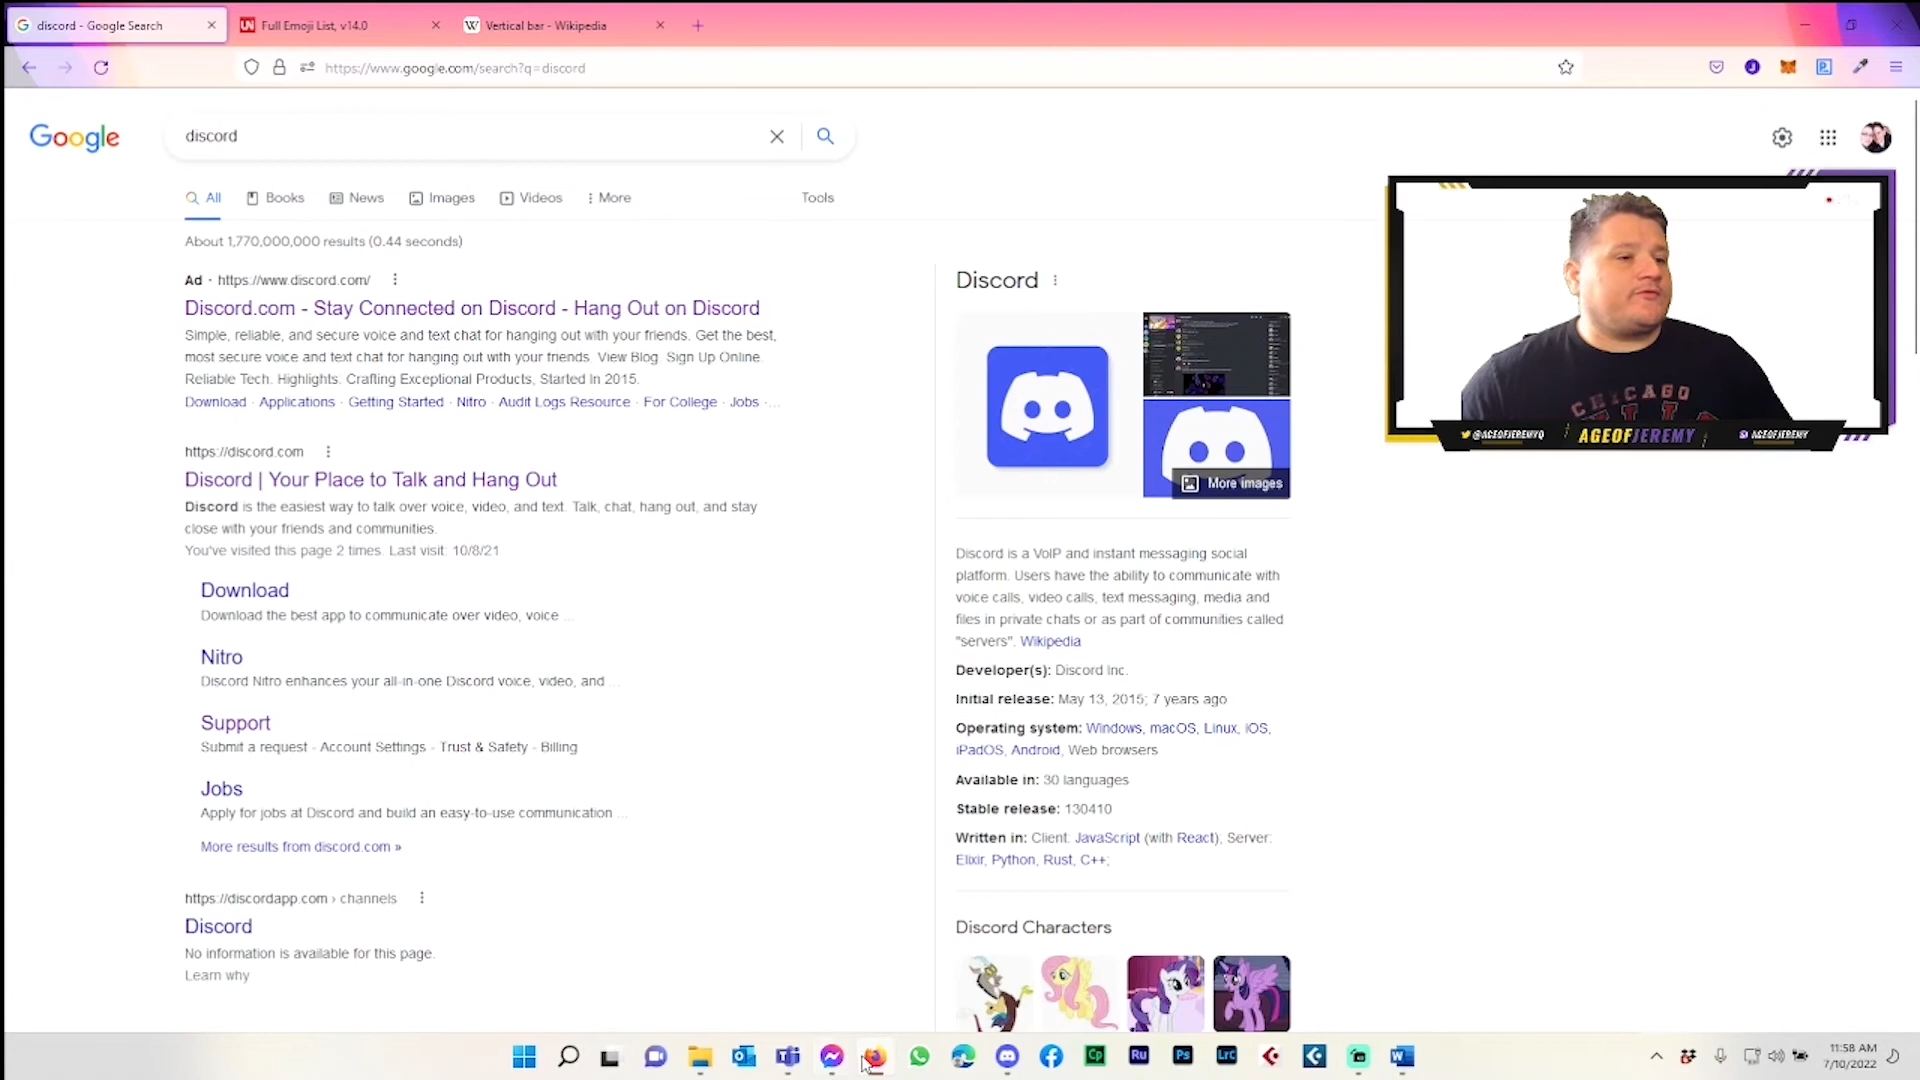 discord - Google Search
Full Emoji List, v14.0
Vertical bar - Wikipedia
https://www.google.com/search?q=discord
Google
discord
All
Books
News
Images
Videos
More
Tools
About 1,770,000,000 results (0.44 seconds)
Ad · https://www.discord.com/
Discord.com - Stay Connected on Discord - Hang Out on Discord
Simple, reliable, and secure voice and text chat for hanging out with your friends. Get the best,
most secure voice and text chat for hanging out with your friends. View Blog. Sign Up Online.
Reliable Tech. Highlights: Crafting Exceptional Products, Started In 2015.
Download · Applications · Getting Started · Nitro · Audit Logs Resource · For College · Jobs · ...
https://discord.com
Discord | Your Place to Talk and Hang Out
Discord is the easiest way to talk over voice, video, and text. Talk, chat, hang out, and stay
close with your friends and communities.
You've visited this page 2 times. Last visit: 10/8/21
Download
Download the best app to communicate over video, voice ...
Nitro
Discord Nitro enhances your all-in-one Discord voice, video, and ...
Support
Submit a request - Account Settings - Trust & Safety - Billing
Jobs
Apply for jobs at Discord and build an easy-to-use communication ...
More results from discord.com »
https://discordapp.com › channels
Discord
No information is available for this page.
Learn why
Discord
More images
Discord is a VoIP and instant messaging social
platform. Users have the ability to communicate with
voice calls, video calls, text messaging, media and
files in private chats or as part of communities called
"servers". Wikipedia
Developer(s): Discord Inc.
Initial release: May 13, 2015; 7 years ago
Operating system: Windows, macOS, Linux, iOS,
iPadOS, Android, Web browsers
Available in: 30 languages
Stable release: 130410
Written in: Client: JavaScript (with React); Server:
Elixir, Python, Rust, C++;
Discord Characters
CHICAGO
@AGEOFJEREMYQ
AGEOFJEREMY
AGEOFJEREMY
Cp
Ru
Ps
LrC
11:58 AM
7/10/2022